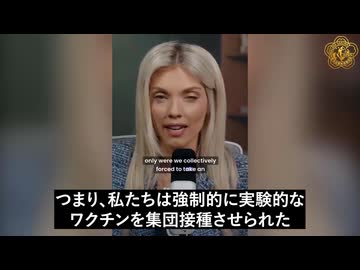 only were we collectively
forced to take an
つまり、私たちは強制的に実験的な
ワクチンを集団接種させられた